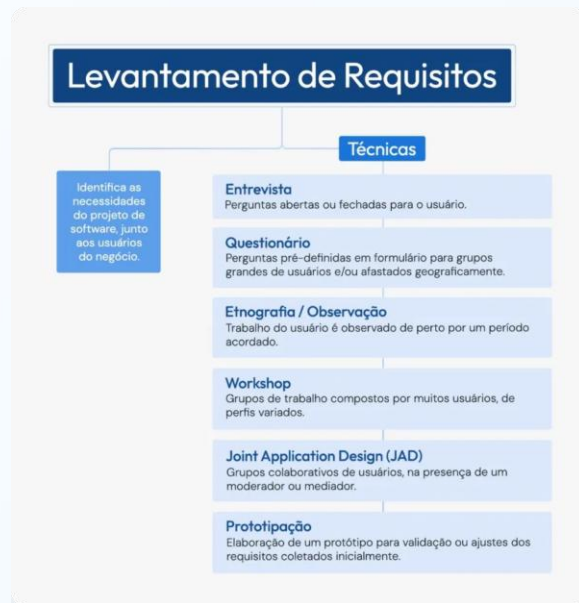 Levantamento de Requisitos
Técnicas
Identifica as
necessidades
do projeto de
software, junto
aos usuários
do negócio.
Entrevista
Perguntas abertas ou fechadas para o usuário.
Questionário
Perguntas pré-definidas em formulário para grupos
grandes de usuários e/ou afastados geograficamente.
Etnografia / Observação
Trabalho do usuário é observado de perto por um período
acordado.
Workshop
Grupos de trabalho compostos por muitos usuários, de
perfis variados.
Joint Application Design (JAD)
Grupos colaborativos de usuários, na presença de um
moderador ou mediador.
Prototipação
Elaboração de um protótipo para validação ou ajustes dos
requisitos coletados inicialmente.